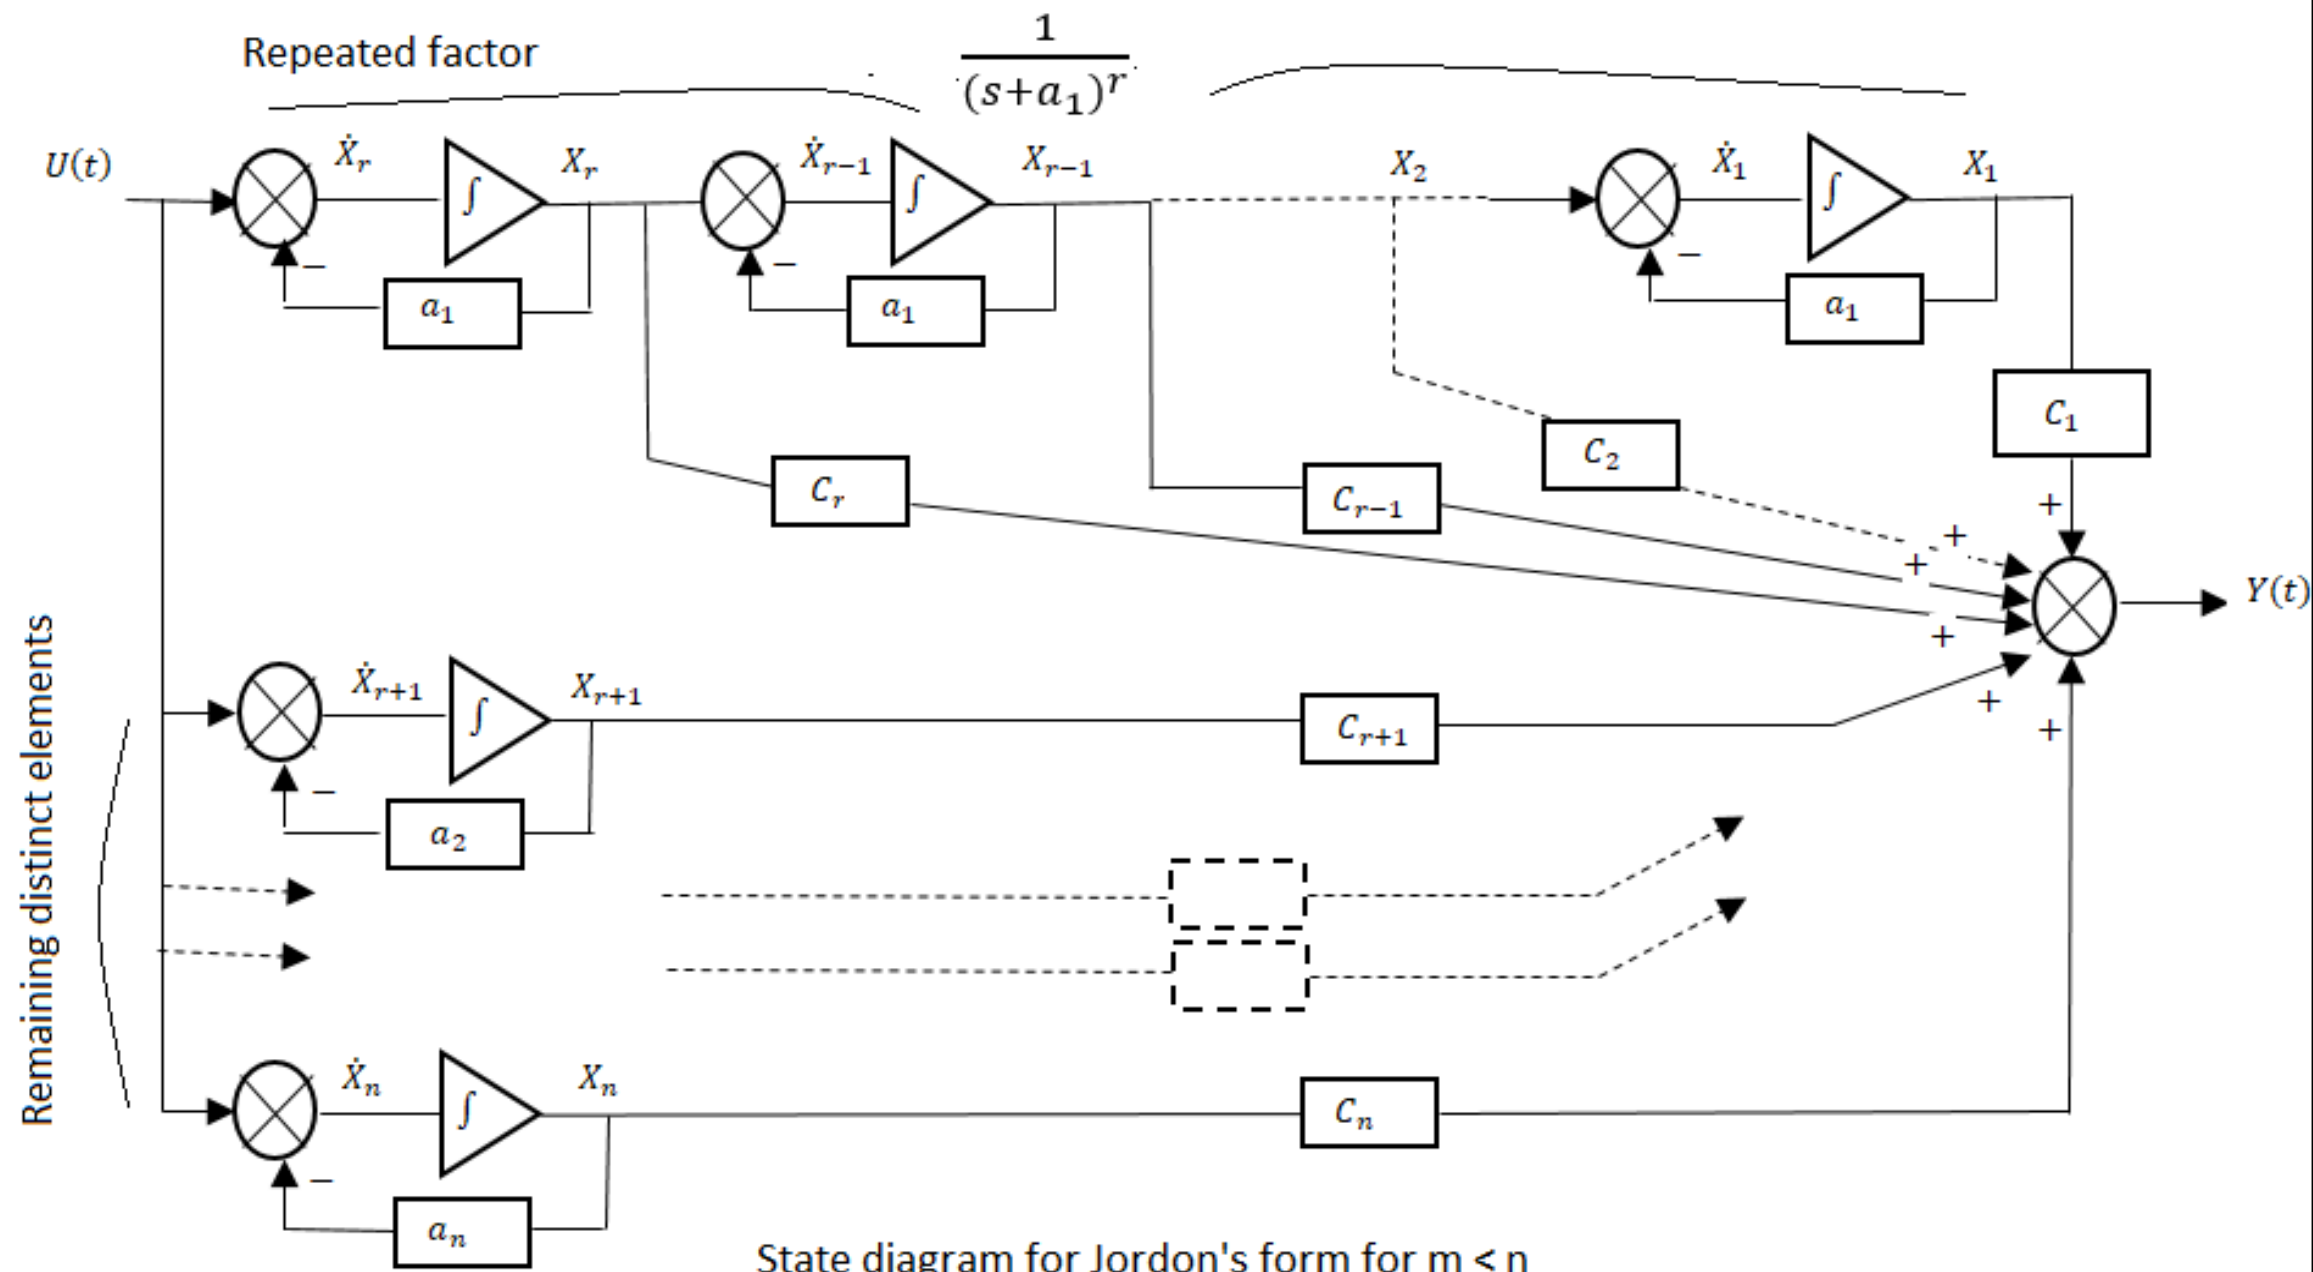 Repeated factor
1
(s+a₁)ʳ
U(t)
Ẋᵣ
∫
Xᵣ
Ẋᵣ₋₁
∫
Xᵣ₋₁
X₂
Ẋ₁
∫
X₁
−
−
−
a₁
a₁
a₁
C₁
C₂
Cᵣ
Cᵣ₋₁
+
+
+
+
Y(t)
Remaining distinct elements
Ẋᵣ₊₁
∫
Xᵣ₊₁
Cᵣ₊₁
+
+
−
a₂
Ẋₙ
∫
Xₙ
Cₙ
−
aₙ
State diagram for Jordon's form for m < n